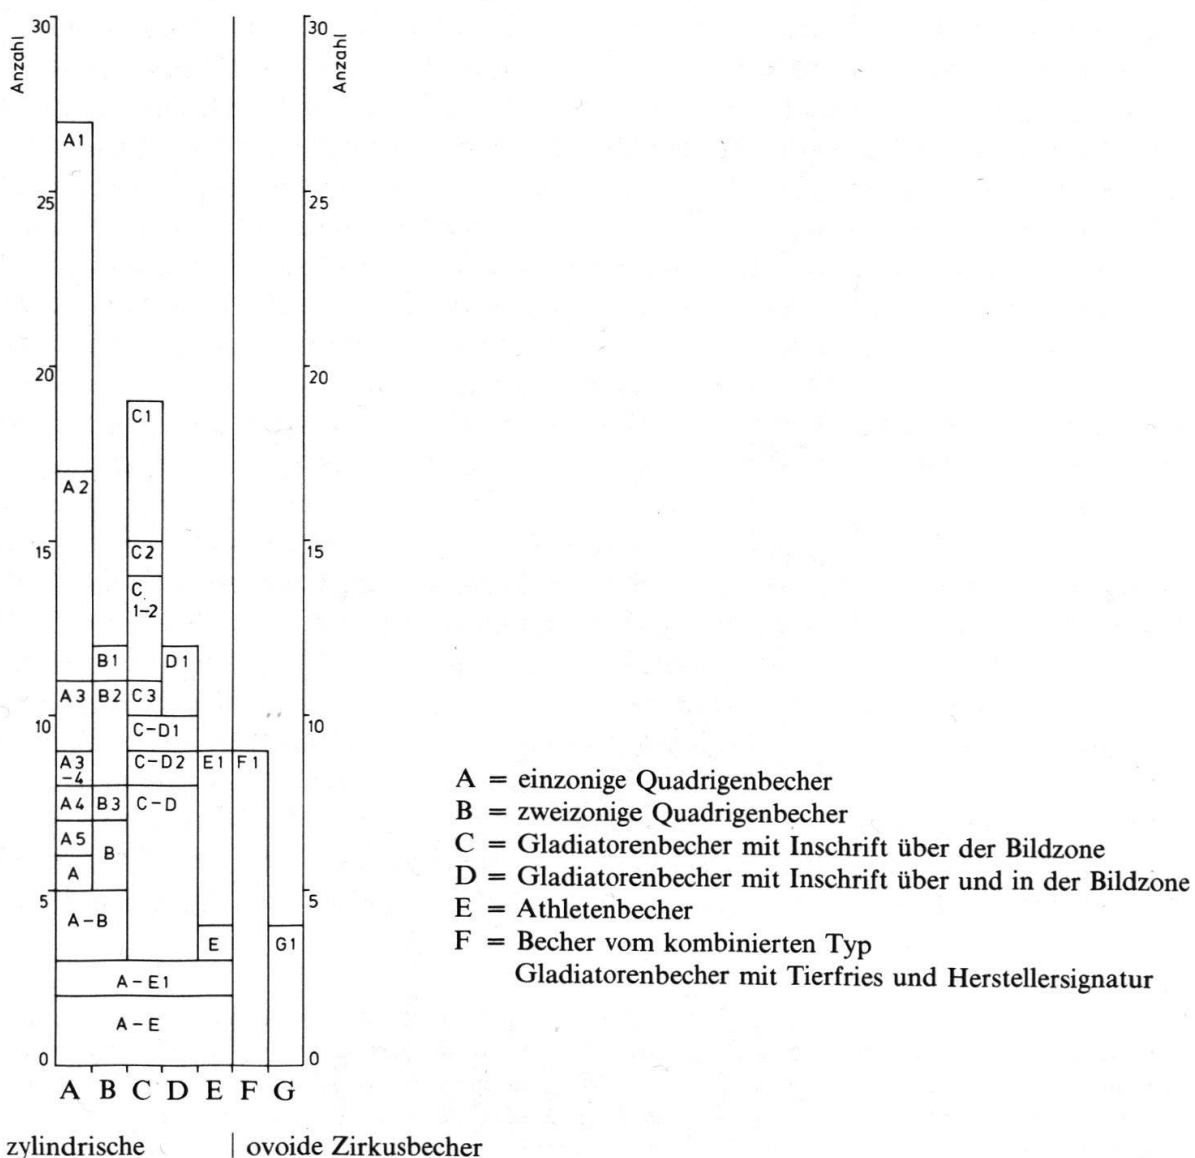 30
30
Anzahl
Anzahl
A1
25
25
20
20
C1
A2
15
15
C2
C
1-2
B1
D1
A3
B2
C3
10
10
C-D1
A3
-4
C-D2
E1
F1
A4
B3
C-D
A5
B
A
5
5
A-B
E
G1
A-E1
A-E
0
0
A B C D E F G
zylindrische | ovoide Zirkusbecher
A = einzonige Quadrigenbecher
B = zweizonige Quadrigenbecher
C = Gladiatorenbecher mit Inschrift über der Bildzone
D = Gladiatorenbecher mit Inschrift über und in der Bildzone
E = Athletenbecher
F = Becher vom kombinierten Typ
Gladiatorenbecher mit Tierfries und Herstellersignatur